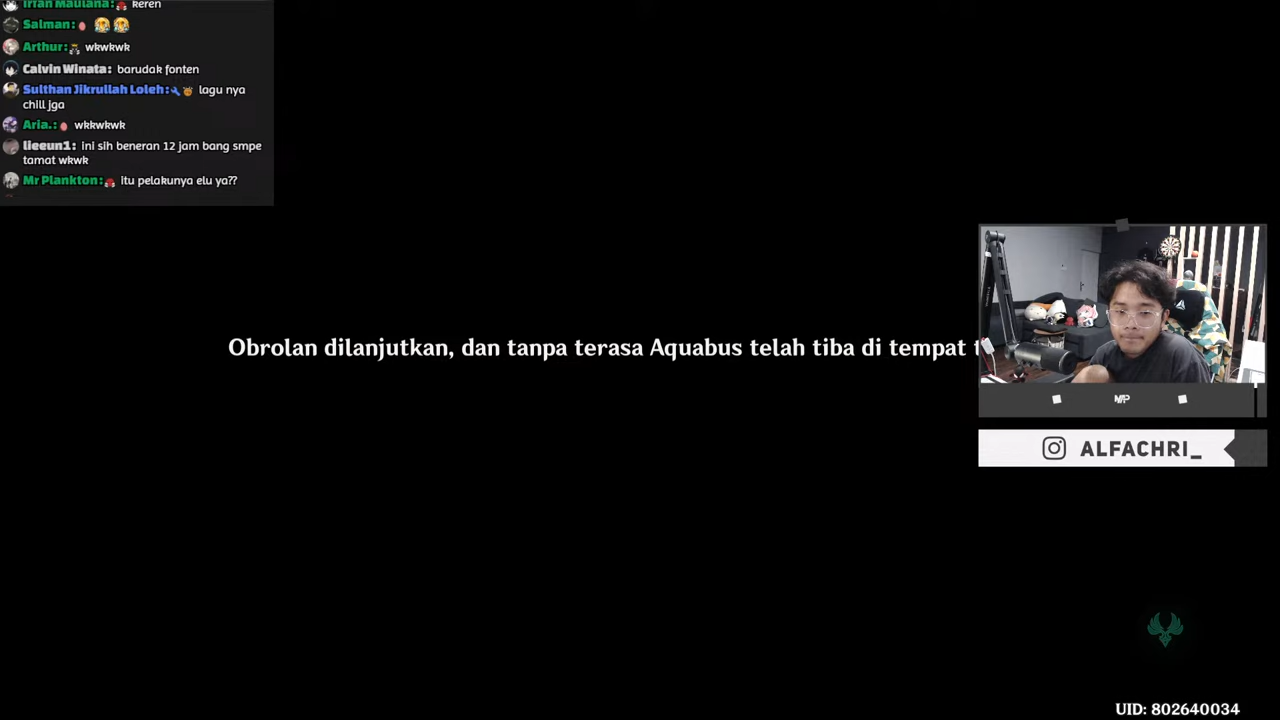 Irfan Maulana: keren
Salman:
Arthur: wkwkwk
Calvin Winata: barudak fonten
Sulthan Jikrullah Loleh: lagu nya
chill jga
Aria.: wkkwkwk
lieeun1: ini sih beneran 12 jam bang smpe
tamat wkwk
Mr Plankton: itu pelakunya elu ya??
Obrolan dilanjutkan, dan tanpa terasa Aquabus telah tiba di tempat
ALFACHRI_
UID: 802640034